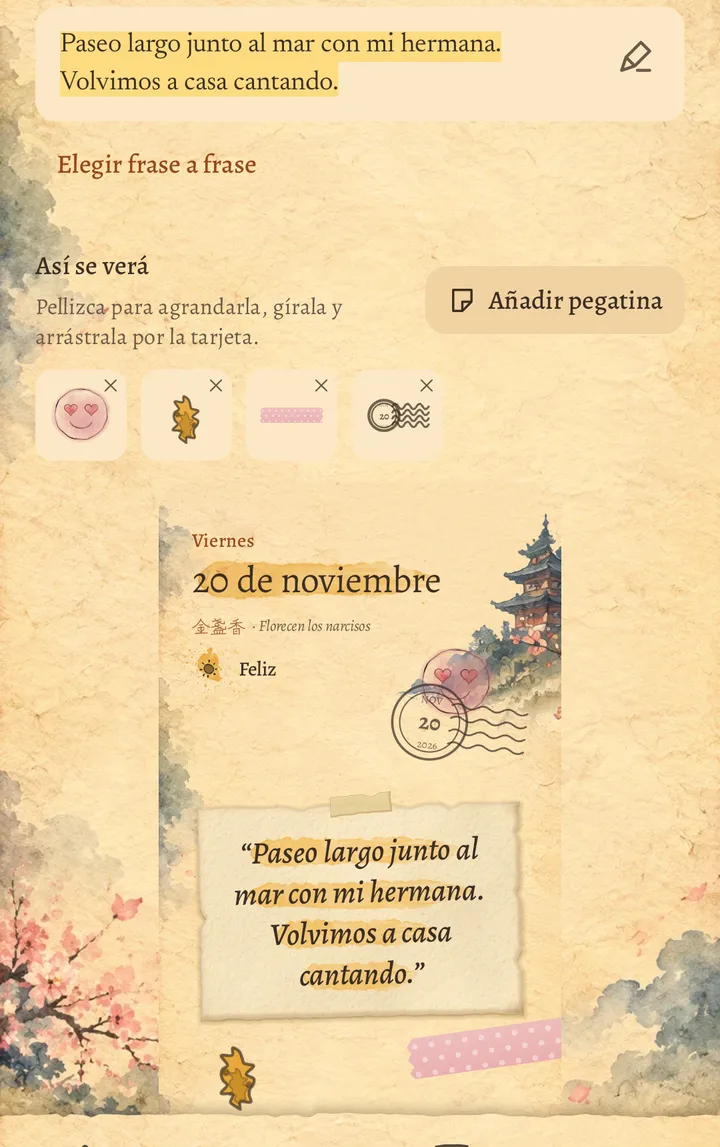 Paseo largo junto al mar con mi hermana.
Volvimos a casa cantando.
Elegir frase a frase
Así se verá
Pellizca para agrandarla, gírala y
arrástrala por la tarjeta.
Añadir pegatina
20
Viernes
20 de noviembre
金盏香 · Florecen los narcisos
Feliz
NOV
20
2026
“Paseo largo junto al
mar con mi hermana.
Volvimos a casa
cantando.”